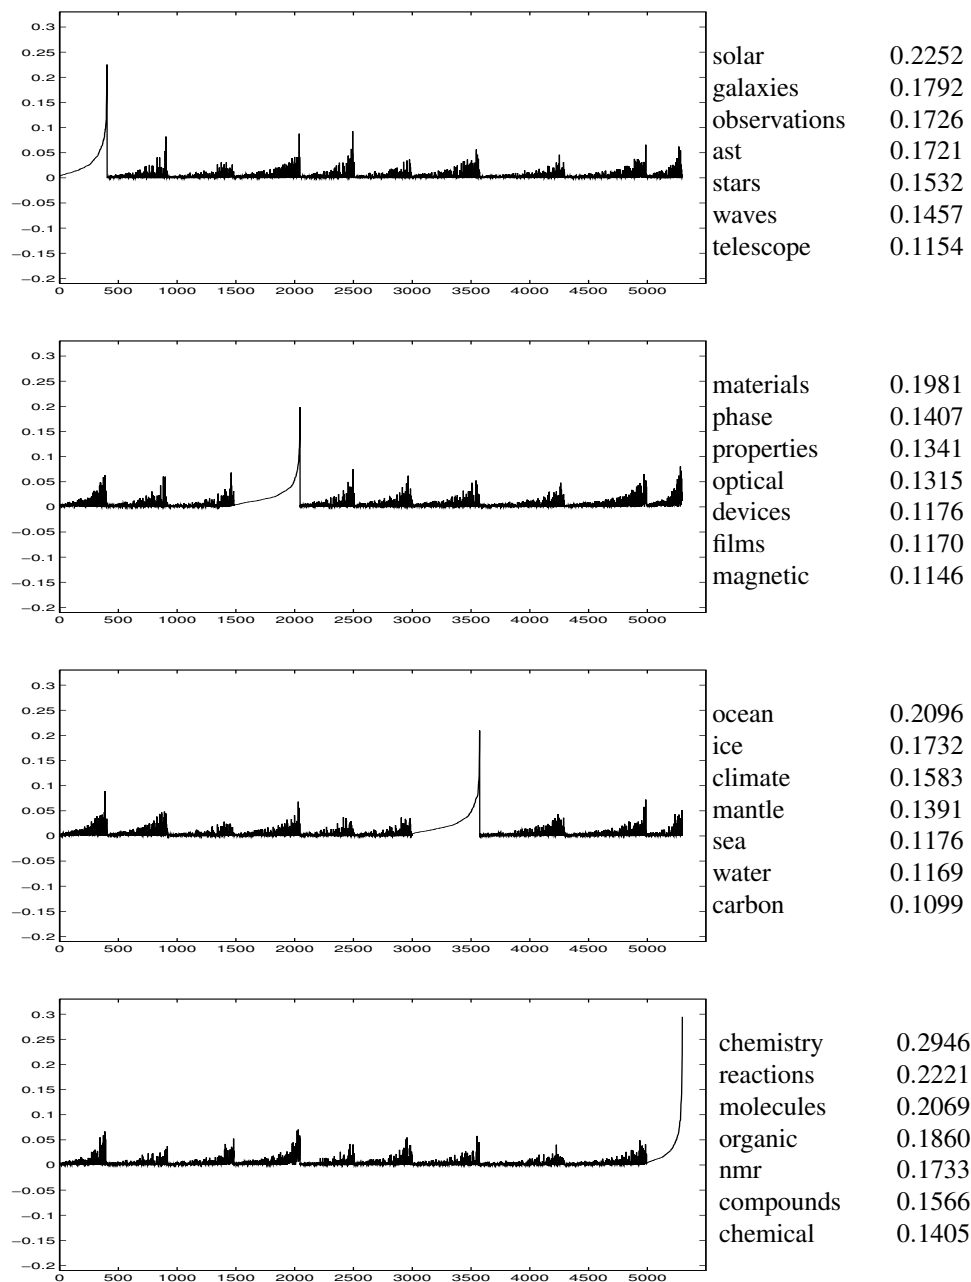 0.3
0.25
0.2
0.15
0.1
0.05
0
−0.05
−0.1
−0.15
−0.2
0 500 1000 1500 2000 2500 3000 3500 4000 4500 5000
solar 0.2252
galaxies 0.1792
observations 0.1726
ast 0.1721
stars 0.1532
waves 0.1457
telescope 0.1154
0.3
0.25
0.2
0.15
0.1
0.05
0
−0.05
−0.1
−0.15
−0.2
0 500 1000 1500 2000 2500 3000 3500 4000 4500 5000
materials 0.1981
phase 0.1407
properties 0.1341
optical 0.1315
devices 0.1176
films 0.1170
magnetic 0.1146
0.3
0.25
0.2
0.15
0.1
0.05
0
−0.05
−0.1
−0.15
−0.2
0 500 1000 1500 2000 2500 3000 3500 4000 4500 5000
ocean 0.2096
ice 0.1732
climate 0.1583
mantle 0.1391
sea 0.1176
water 0.1169
carbon 0.1099
0.3
0.25
0.2
0.15
0.1
0.05
0
−0.05
−0.1
−0.15
−0.2
0 500 1000 1500 2000 2500 3000 3500 4000 4500 5000
chemistry 0.2946
reactions 0.2221
molecules 0.2069
organic 0.1860
nmr 0.1733
compounds 0.1566
chemical 0.1405